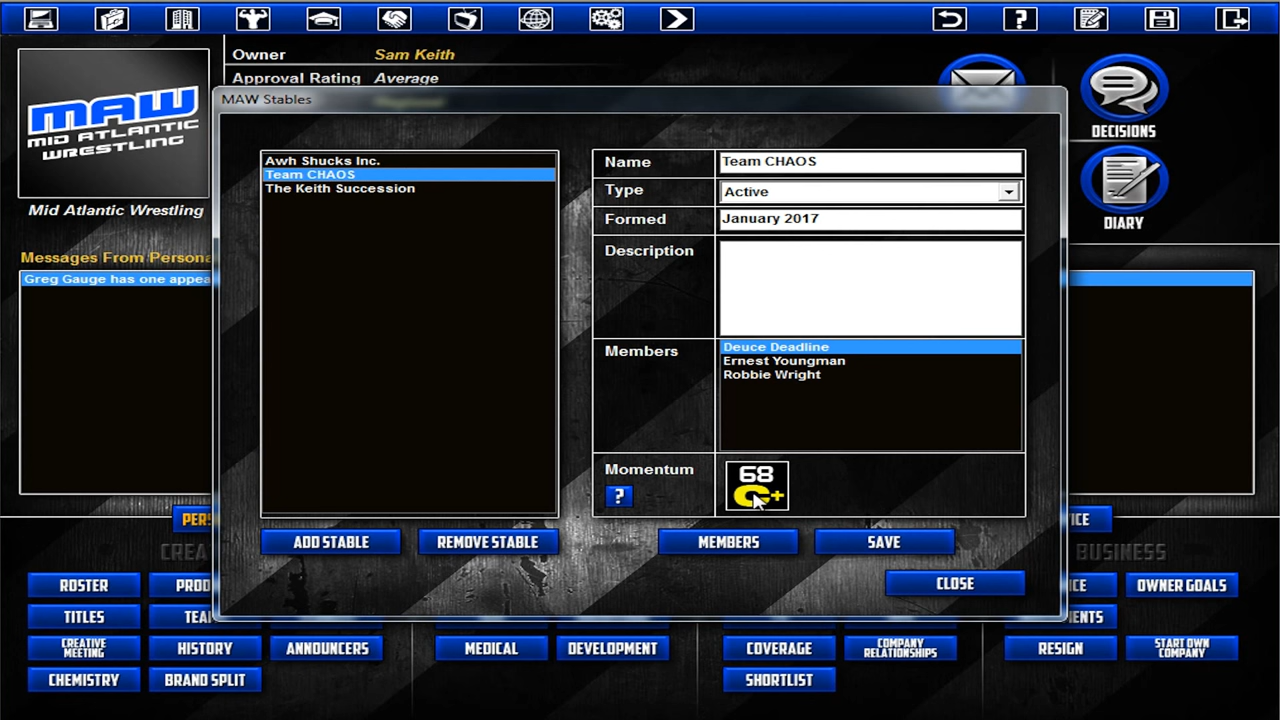 Owner Sam Keith
Approval Rating Average
MAW
MID ATLANTIC
WRESTLING
Mid Atlantic Wrestling
DECISIONS
DIARY
Messages From Persona
Greg Gauge has one appea
MAW Stables
Awh Shucks Inc.
Team CHAOS
The Keith Succession
Name Team CHAOS
Type Active
Formed January 2017
Description
Members Deuce Deadline
Ernest Youngman
Robbie Wright
Momentum 68
? C+
ADD STABLE REMOVE STABLE MEMBERS SAVE
CLOSE
PERS ICE
CREA BUSINESS
ROSTER PROD ICE OWNER GOALS
TITLES TEA ENTS
CREATIVE MEETING HISTORY ANNOUNCERS MEDICAL DEVELOPMENT COVERAGE COMPANY RELATIONSHIPS RESIGN START OWN COMPANY
CHEMISTRY BRAND SPLIT SHORTLIST